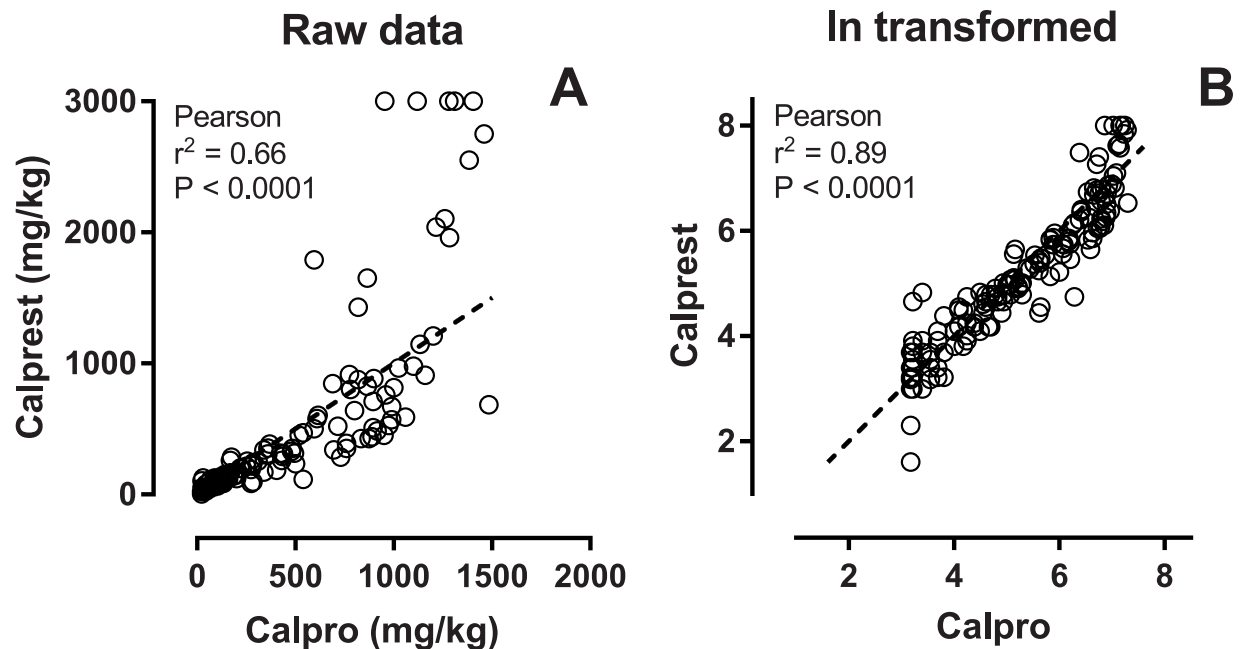 Raw data
A
Pearson
r² = 0.66
P < 0.0001
Calprest (mg/kg)
3000
2000
1000
0
0 500 1000 1500 2000
Calpro (mg/kg)
ln transformed
B
Pearson
r² = 0.89
P < 0.0001
Calprest
8
6
4
2
2 4 6 8
Calpro